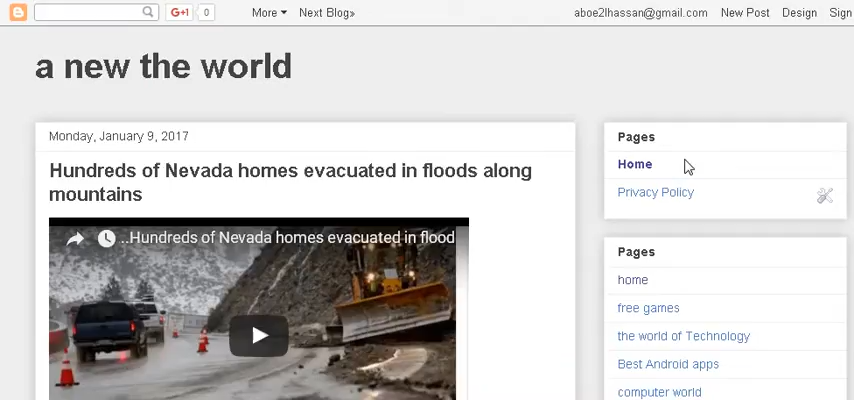 G+1 0 More Next Blog» aboe2lhassan@gmail.com New Post Design Sign
a new the world
Monday, January 9, 2017
Hundreds of Nevada homes evacuated in floods along
mountains
..Hundreds of Nevada homes evacuated in flood
Pages
Home
Privacy Policy
Pages
home
free games
the world of Technology
Best Android apps
computer world